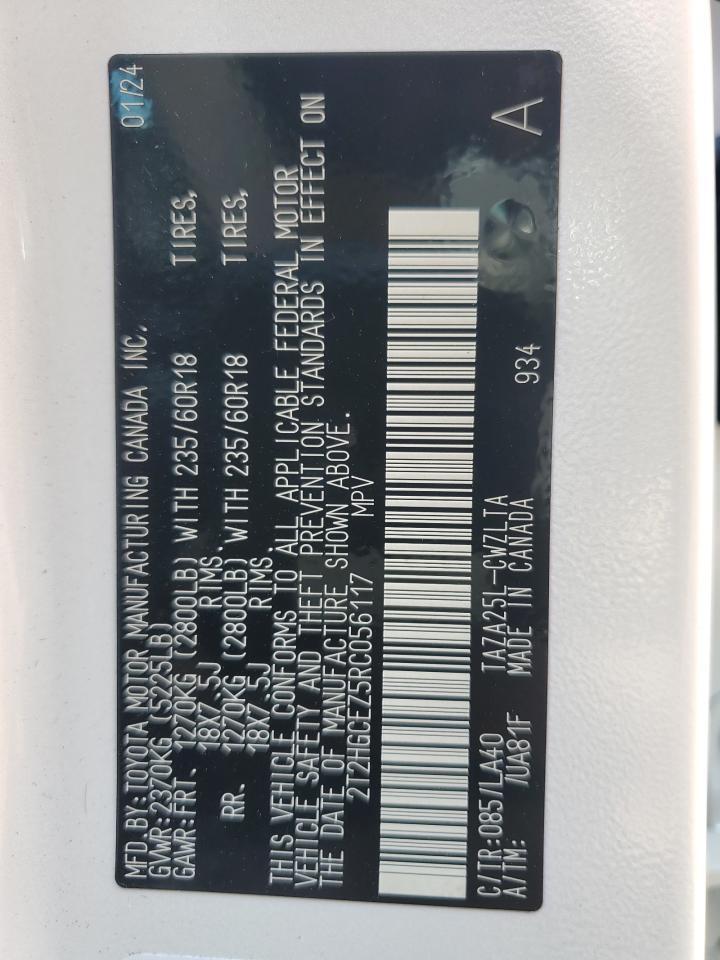 MFD.BY:TOYOTA MOTOR MANUFACTURING CANADA INC. 01/24
GVWR:2370KG (5225LB)
GAWR:FRT. 1270KG (2800LB) WITH 235/60R18 TIRES,
18X7.5J RIMS.
RR. 1270KG (2800LB) WITH 235/60R18 TIRES,
18X7.5J RIMS.
THIS VEHICLE CONFORMS TO ALL APPLICABLE FEDERAL MOTOR
VEHICLE SAFETY AND THEFT PREVENTION STANDARDS IN EFFECT ON
THE DATE OF MANUFACTURE SHOWN ABOVE.
2T2HGCEZ5RC056117 MPV
C/TR:085/LA40 TAZA25L-CWZLTA
A/TM: /UA81F MADE IN CANADA 934 A